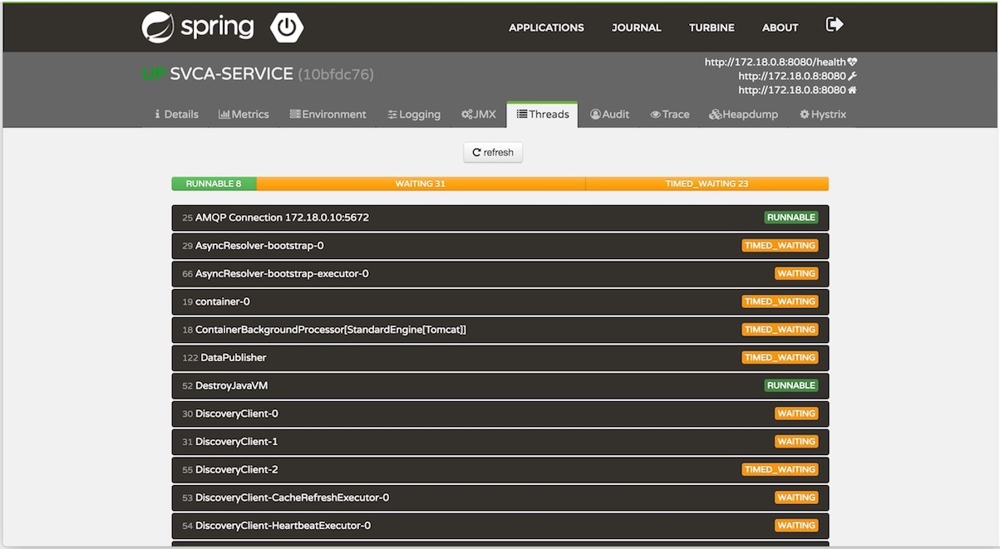 spring
APPLICATIONS JOURNAL TURBINE ABOUT
UP SVCA-SERVICE (10bfdc76)
http://172.18.0.8:8080/health
http://172.18.0.8:8080
http://172.18.0.8:8080
Details Metrics Environment Logging JMX Threads Audit Trace Heapdump Hystrix
refresh
RUNNABLE 8 WAITING 31 TIMED_WAITING 23
25 AMQP Connection 172.18.0.10:5672 RUNNABLE
29 AsyncResolver-bootstrap-0 TIMED_WAITING
66 AsyncResolver-bootstrap-executor-0 WAITING
19 container-0 TIMED_WAITING
18 ContainerBackgroundProcessor[StandardEngine[Tomcat]] TIMED_WAITING
122 DataPublisher TIMED_WAITING
52 DestroyJavaVM RUNNABLE
30 DiscoveryClient-0 WAITING
31 DiscoveryClient-1 WAITING
55 DiscoveryClient-2 TIMED_WAITING
53 DiscoveryClient-CacheRefreshExecutor-0 WAITING
54 DiscoveryClient-HeartbeatExecutor-0 WAITING